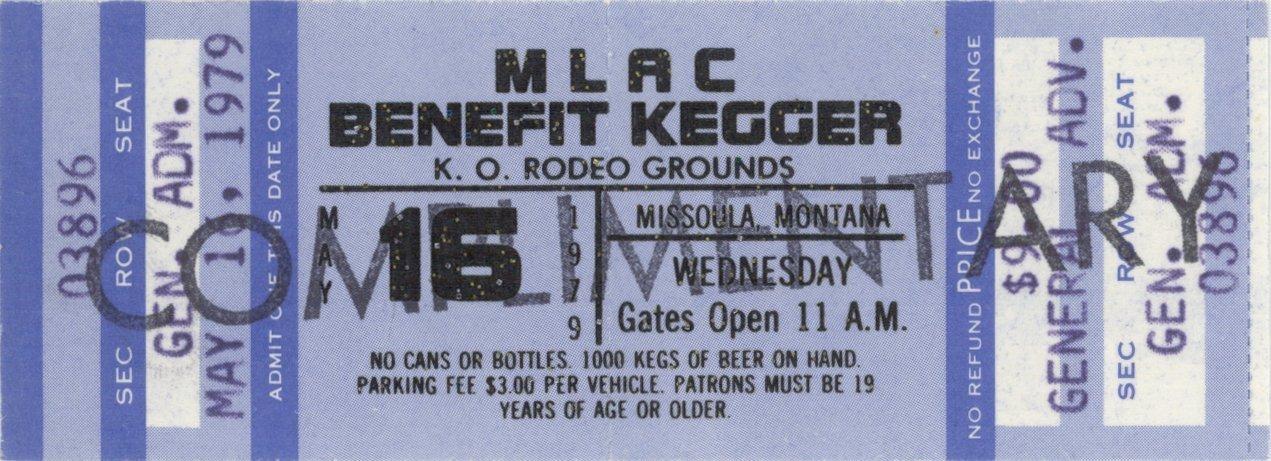 03896
SEC ROW SEAT
GEN. ADM.
MAY 16, 1979
ADMIT ONE THIS DATE ONLY
MLAC
BENEFIT KEGGER
K. O. RODEO GROUNDS
MAY 16 1979
MISSOULA, MONTANA
WEDNESDAY
Gates Open 11 A.M.
NO CANS OR BOTTLES. 1000 KEGS OF BEER ON HAND.
PARKING FEE $3.00 PER VEHICLE. PATRONS MUST BE 19
YEARS OF AGE OR OLDER.
COMPLIMENTARY
NO REFUND PRICE NO EXCHANGE
$9.00
GENERAL ADV.
SEC ROW SEAT
GEN. ADM.
03896